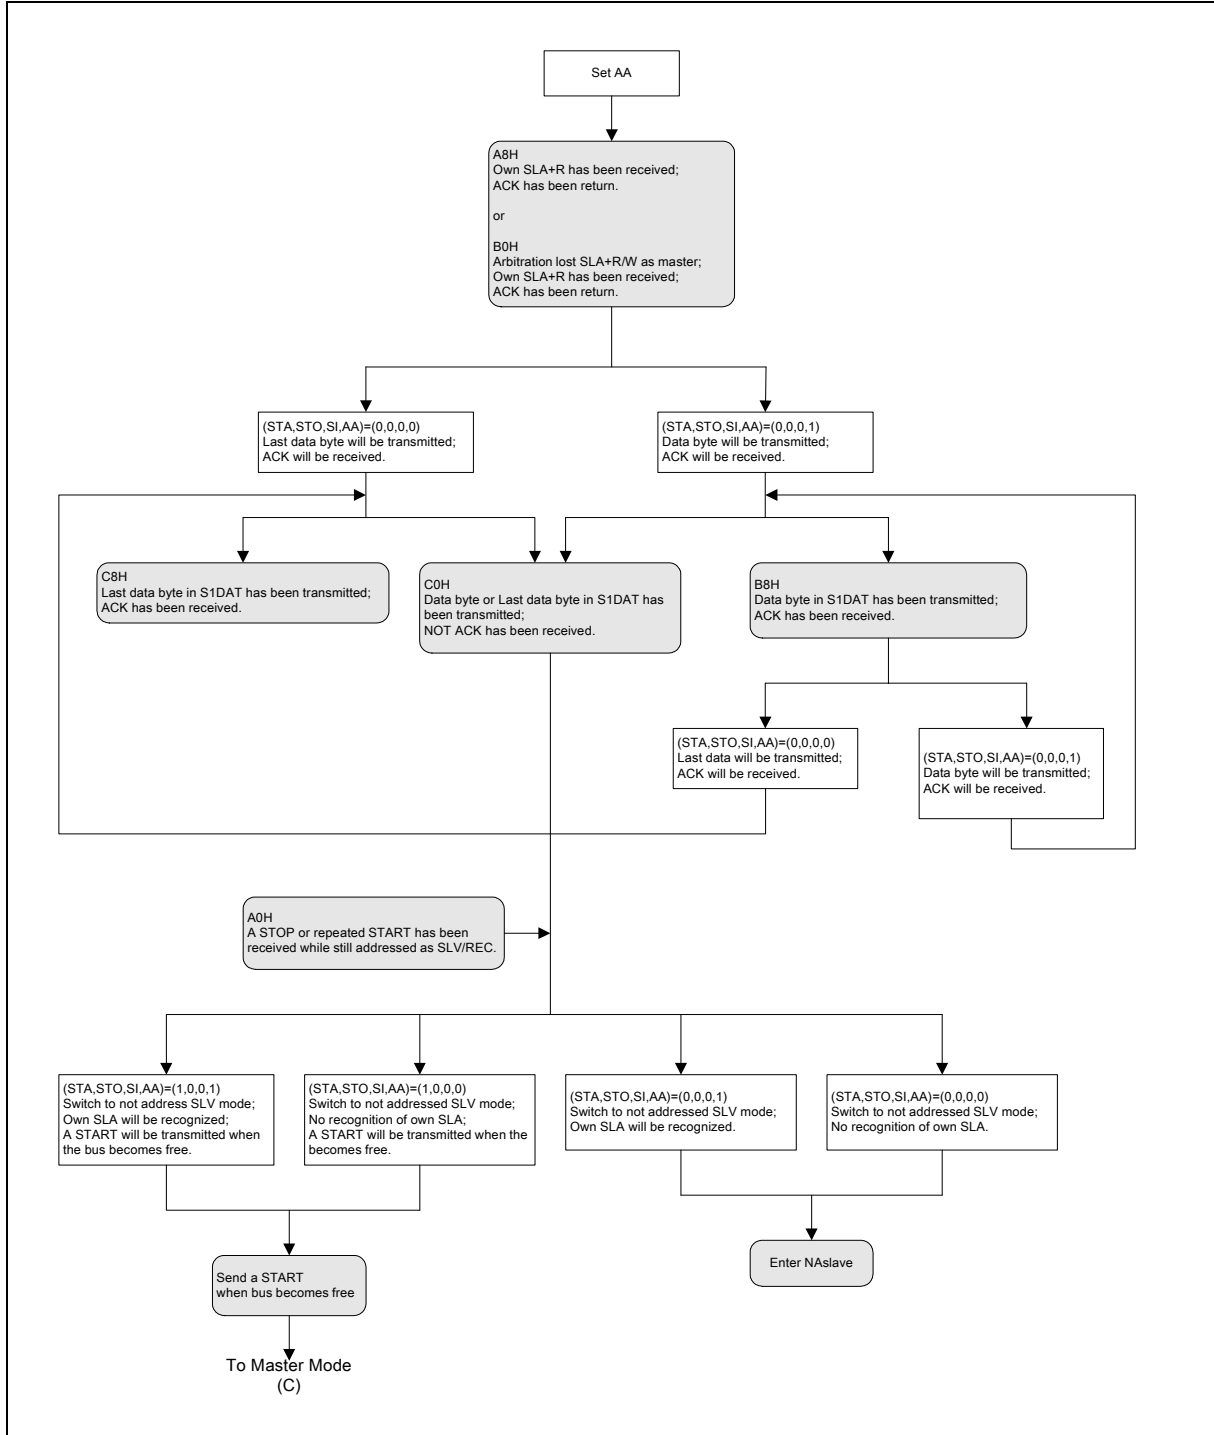 Set AA
A8H
Own SLA+R has been received;
ACK has been return.
or
B0H
Arbitration lost SLA+R/W as master;
Own SLA+R has been received;
ACK has been return.
(STA,STO,SI,AA)=(0,0,0,0)
Last data byte will be transmitted;
ACK will be received.
(STA,STO,SI,AA)=(0,0,0,1)
Data byte will be transmitted;
ACK will be received.
C8H
Last data byte in S1DAT has been transmitted;
ACK has been received.
C0H
Data byte or Last data byte in S1DAT has
been transmitted;
NOT ACK has been received.
B8H
Data byte in S1DAT has been transmitted;
ACK has been received.
(STA,STO,SI,AA)=(0,0,0,0)
Last data will be transmitted;
ACK will be received.
(STA,STO,SI,AA)=(0,0,0,1)
Data byte will be transmitted;
ACK will be received.
A0H
A STOP or repeated START has been
received while still addressed as SLV/REC.
(STA,STO,SI,AA)=(1,0,0,1)
Switch to not address SLV mode;
Own SLA will be recognized;
A START will be transmitted when
the bus becomes free.
(STA,STO,SI,AA)=(1,0,0,0)
Switch to not addressed SLV mode;
No recognition of own SLA;
A START will be transmitted when the
becomes free.
(STA,STO,SI,AA)=(0,0,0,1)
Switch to not addressed SLV mode;
Own SLA will be recognized.
(STA,STO,SI,AA)=(0,0,0,0)
Switch to not addressed SLV mode;
No recognition of own SLA.
Send a START
when bus becomes free
Enter NAslave
To Master Mode
(C)